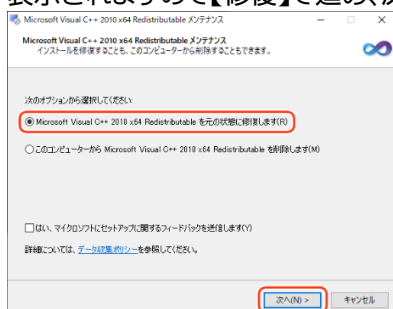 表示されますので【修復】で進め、次
Microsoft Visual C++ 2010 x64 Redistributable メンテナンス
Microsoft Visual C++ 2010 x64 Redistributable メンテナンス
インストールを修復することも、このコンピューターから削除することもできます。
次のオプションから選択してください:
Microsoft Visual C++ 2010 x64 Redistributable を元の状態に修復します(R)
このコンピューターから Microsoft Visual C++ 2010 x64 Redistributable を削除します(M)
はい、マイクロソフトにセットアップに関するフィードバックを送信します(Y)
詳細については、データ収集ポリシーを参照してください。
次へ(N) >
キャンセル